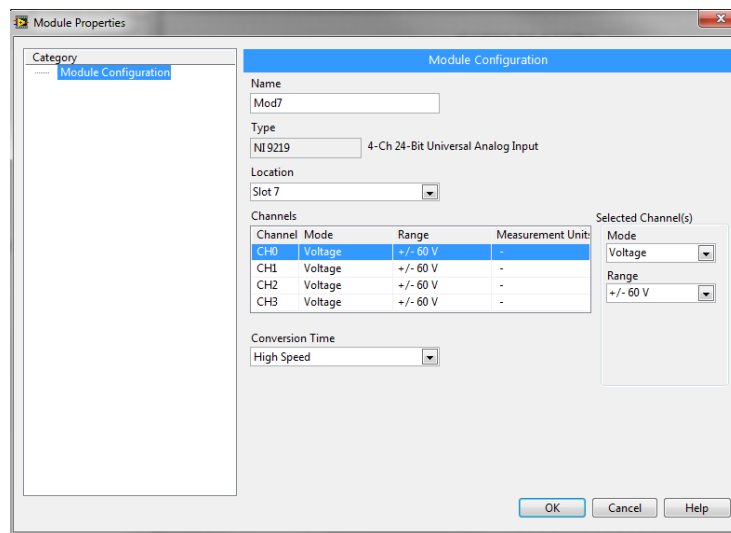 Module Properties
Category
Module Configuration
Module Configuration
Name
Mod7
Type
NI 9219 4-Ch 24-Bit Universal Analog Input
Location
Slot 7
Channels
Channel Mode Range Measurement Units
CH0 Voltage +/- 60 V -
CH1 Voltage +/- 60 V -
CH2 Voltage +/- 60 V -
CH3 Voltage +/- 60 V -
Selected Channel(s)
Mode
Voltage
Range
+/- 60 V
Conversion Time
High Speed
OK Cancel Help